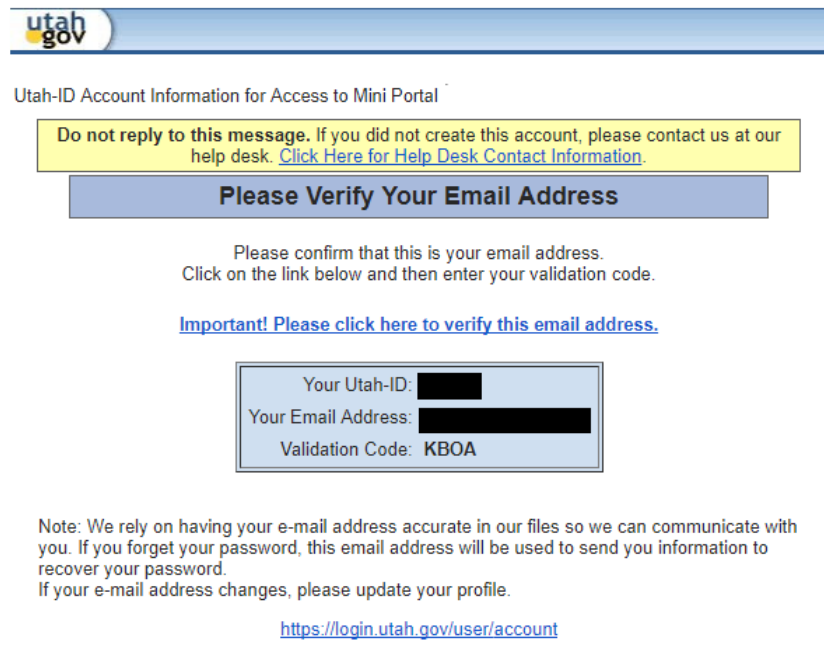 utah
gov
Utah-ID Account Information for Access to Mini Portal
Do not reply to this message. If you did not create this account, please contact us at our
help desk. Click Here for Help Desk Contact Information.
Please Verify Your Email Address
Please confirm that this is your email address.
Click on the link below and then enter your validation code.
Important! Please click here to verify this email address.
Your Utah-ID:
Your Email Address:
Validation Code: KBOA
Note: We rely on having your e-mail address accurate in our files so we can communicate with
you. If you forget your password, this email address will be used to send you information to
recover your password.
If your e-mail address changes, please update your profile.
https://login.utah.gov/user/account